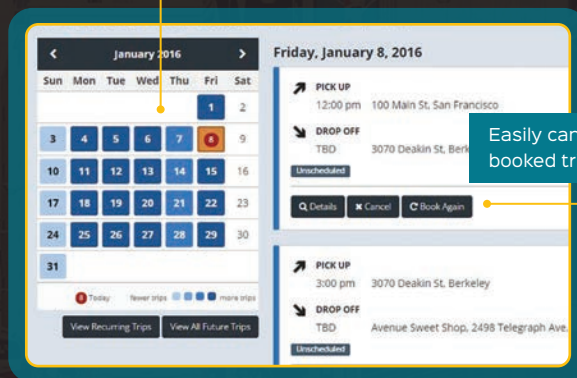 January 2016
Sun Mon Tue Wed Thu Fri Sat
1 2
3 4 5 6 7 8 9
10 11 12 13 14 15 16
17 18 19 20 21 22 23
24 25 26 27 28 29 30
31
8 Today fewer trips more trips
View Recurring Trips View All Future Trips
Friday, January 8, 2016
PICK UP
12:00 pm 100 Main St, San Francisco
DROP OFF
TBD 3070 Deakin St, Berk
Unscheduled
Details Cancel Book Again
Easily can
booked tr
PICK UP
3:00 pm 3070 Deakin St, Berkeley
DROP OFF
TBD Avenue Sweet Shop, 2498 Telegraph Ave.
Unscheduled